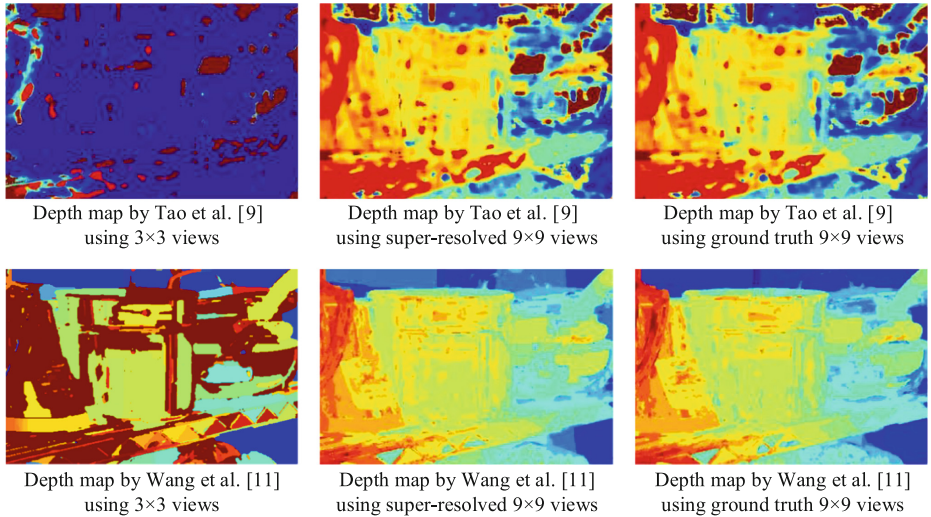 Depth map by Tao et al. [9]
using 3×3 views
Depth map by Tao et al. [9]
using super-resolved 9×9 views
Depth map by Tao et al. [9]
using ground truth 9×9 views
Depth map by Wang et al. [11]
using 3×3 views
Depth map by Wang et al. [11]
using super-resolved 9×9 views
Depth map by Wang et al. [11]
using ground truth 9×9 views